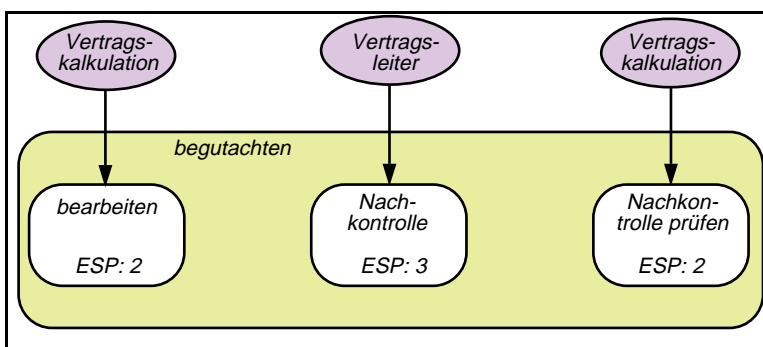 Vertrags-
kalkulation
Vertrags-
leiter
Vertrags-
kalkulation
begutachten
bearbeiten
ESP: 2
Nach-
kontrolle
ESP: 3
Nachkon-
trolle prüfen
ESP: 2